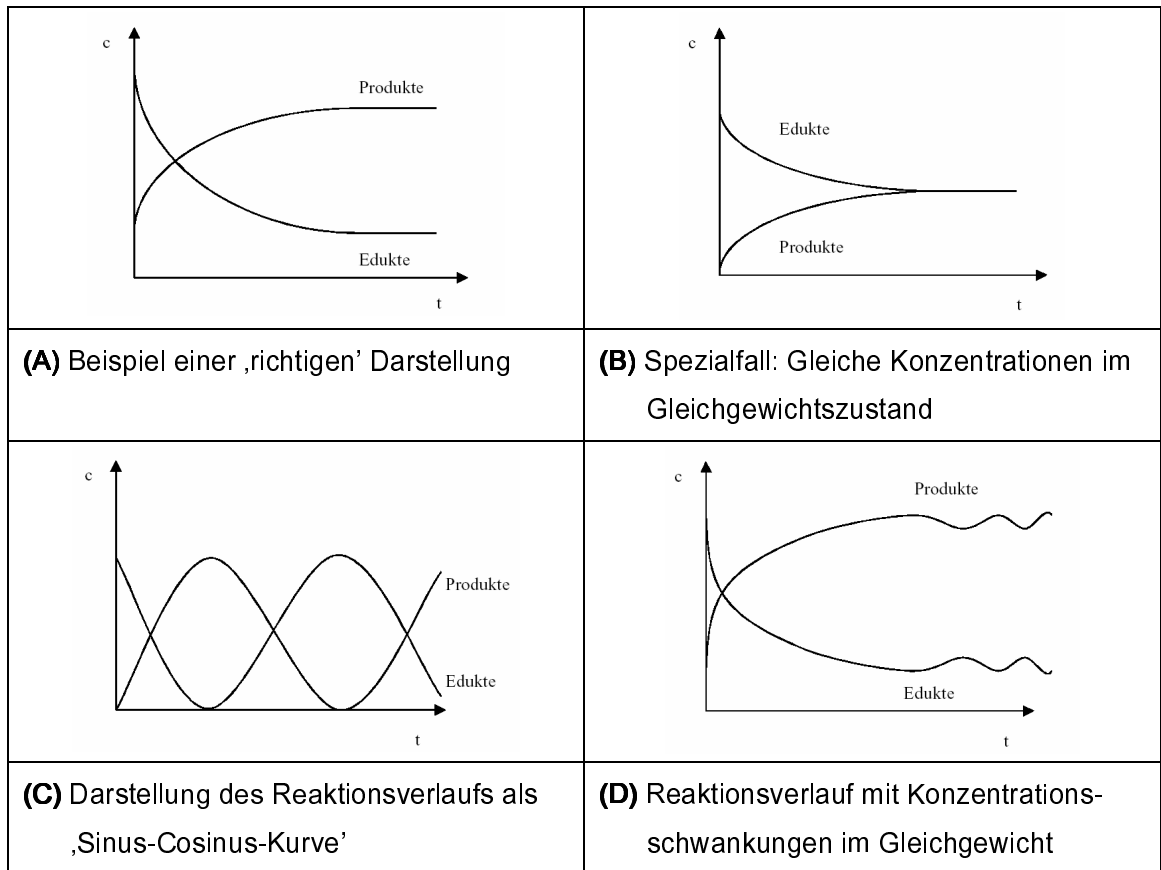 c
Produkte
Edukte
t
c
Edukte
Produkte
t
(A) Beispiel einer ‚richtigen’ Darstellung
(B) Spezialfall: Gleiche Konzentrationen im
Gleichgewichtszustand
c
Produkte
Edukte
t
c
Produkte
Edukte
t
(C) Darstellung des Reaktionsverlaufs als
‚Sinus-Cosinus-Kurve’
(D) Reaktionsverlauf mit Konzentrations-
schwankungen im Gleichgewicht